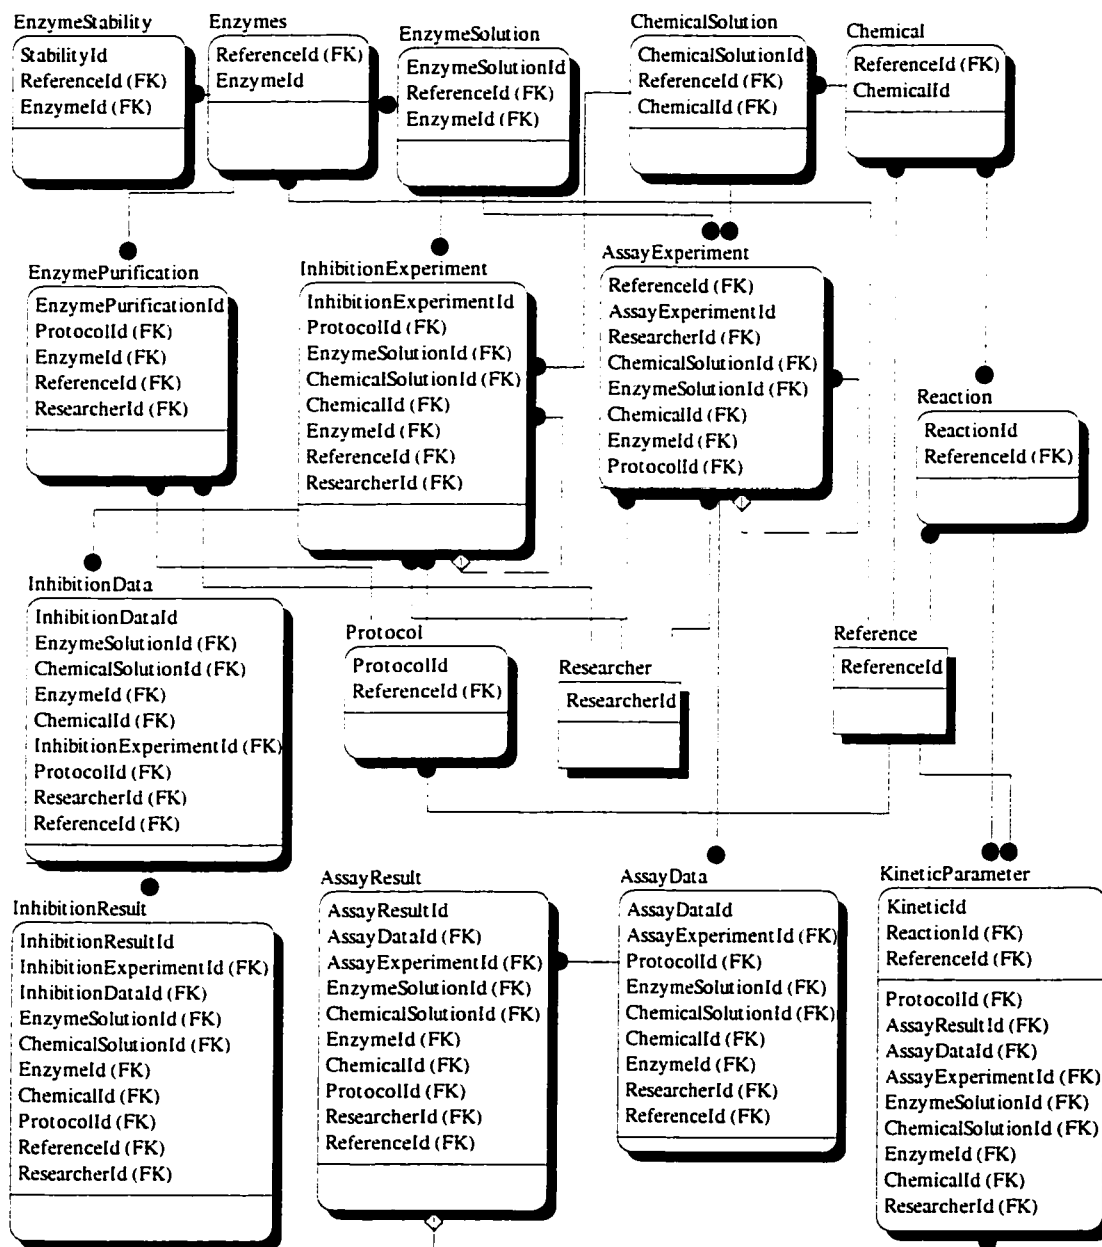 EnzymeStability
StabilityId
ReferenceId (FK)
EnzymeId (FK)
Enzymes
ReferenceId (FK)
EnzymeId
EnzymeSolution
EnzymeSolutionId
ReferenceId (FK)
EnzymeId (FK)
ChemicalSolution
ChemicalSolutionId
ReferenceId (FK)
ChemicalId (FK)
Chemical
ReferenceId (FK)
ChemicalId
EnzymePurification
EnzymePurificationId
ProtocolId (FK)
EnzymeId (FK)
ReferenceId (FK)
ResearcherId (FK)
InhibitionExperiment
InhibitionExperimentId
ProtocolId (FK)
EnzymeSolutionId (FK)
ChemicalSolutionId (FK)
ChemicalId (FK)
EnzymeId (FK)
ReferenceId (FK)
ResearcherId (FK)
AssayExperiment
ReferenceId (FK)
AssayExperimentId
ResearcherId (FK)
ChemicalSolutionId (FK)
EnzymeSolutionId (FK)
ChemicalId (FK)
EnzymeId (FK)
ProtocolId (FK)
Reaction
ReactionId
ReferenceId (FK)
InhibitionData
InhibitionDataId
EnzymeSolutionId (FK)
ChemicalSolutionId (FK)
EnzymeId (FK)
ChemicalId (FK)
InhibitionExperimentId (FK)
ProtocolId (FK)
ResearcherId (FK)
ReferenceId (FK)
Protocol
ProtocolId
ReferenceId (FK)
Researcher
ResearcherId
Reference
ReferenceId
InhibitionResult
InhibitionResultId
InhibitionExperimentId (FK)
InhibitionDataId (FK)
EnzymeSolutionId (FK)
ChemicalSolutionId (FK)
EnzymeId (FK)
ChemicalId (FK)
ProtocolId (FK)
ReferenceId (FK)
ResearcherId (FK)
AssayResult
AssayResultId
AssayDataId (FK)
AssayExperimentId (FK)
EnzymeSolutionId (FK)
ChemicalSolutionId (FK)
EnzymeId (FK)
ChemicalId (FK)
ProtocolId (FK)
ResearcherId (FK)
ReferenceId (FK)
AssayData
AssayDataId
AssayExperimentId (FK)
ProtocolId (FK)
EnzymeSolutionId (FK)
ChemicalSolutionId (FK)
ChemicalId (FK)
EnzymeId (FK)
ResearcherId (FK)
ReferenceId (FK)
KineticParameter
KineticId
ReactionId (FK)
ReferenceId (FK)
ProtocolId (FK)
AssayResultId (FK)
AssayDataId (FK)
AssayExperimentId (FK)
EnzymeSolutionId (FK)
ChemicalSolutionId (FK)
EnzymeId (FK)
ChemicalId (FK)
ResearcherId (FK)